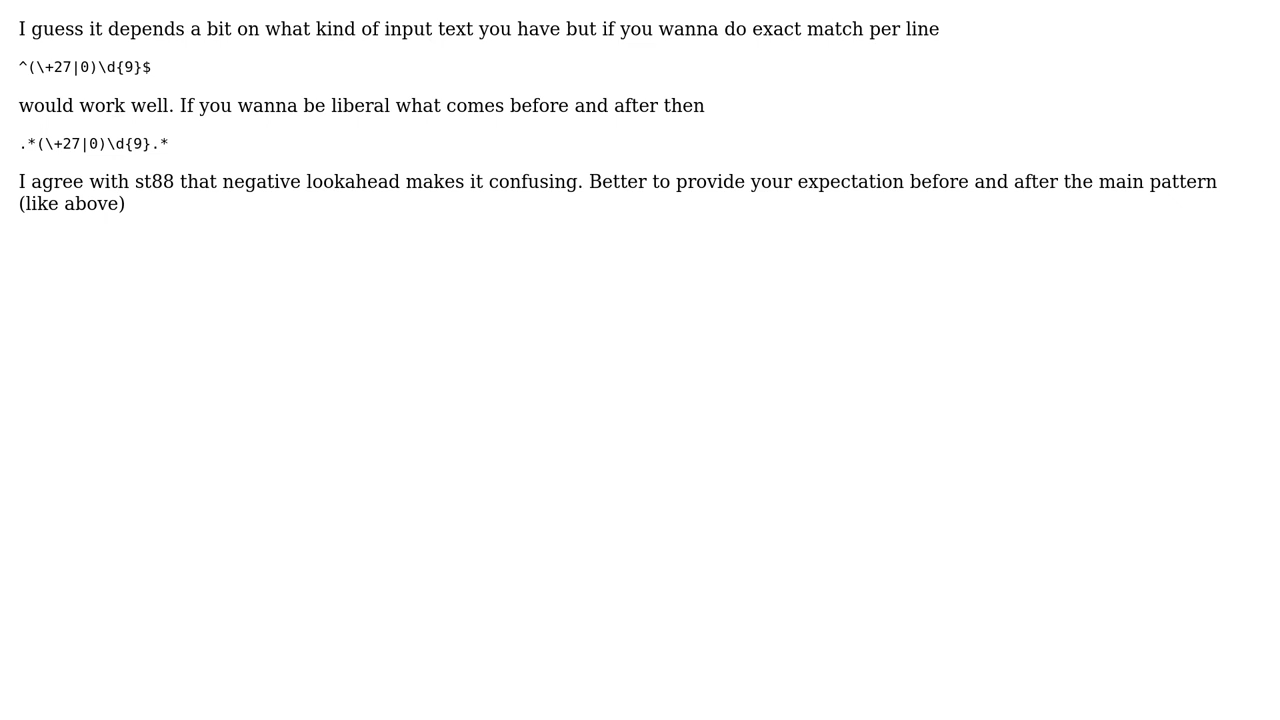 I guess it depends a bit on what kind of input text you have but if you wanna do exact match per line
^(\+27|0)\d{9}$
would work well. If you wanna be liberal what comes before and after then
.*(\+27|0)\d{9}.*
I agree with st88 that negative lookahead makes it confusing. Better to provide your expectation before and after the main pattern
(like above)